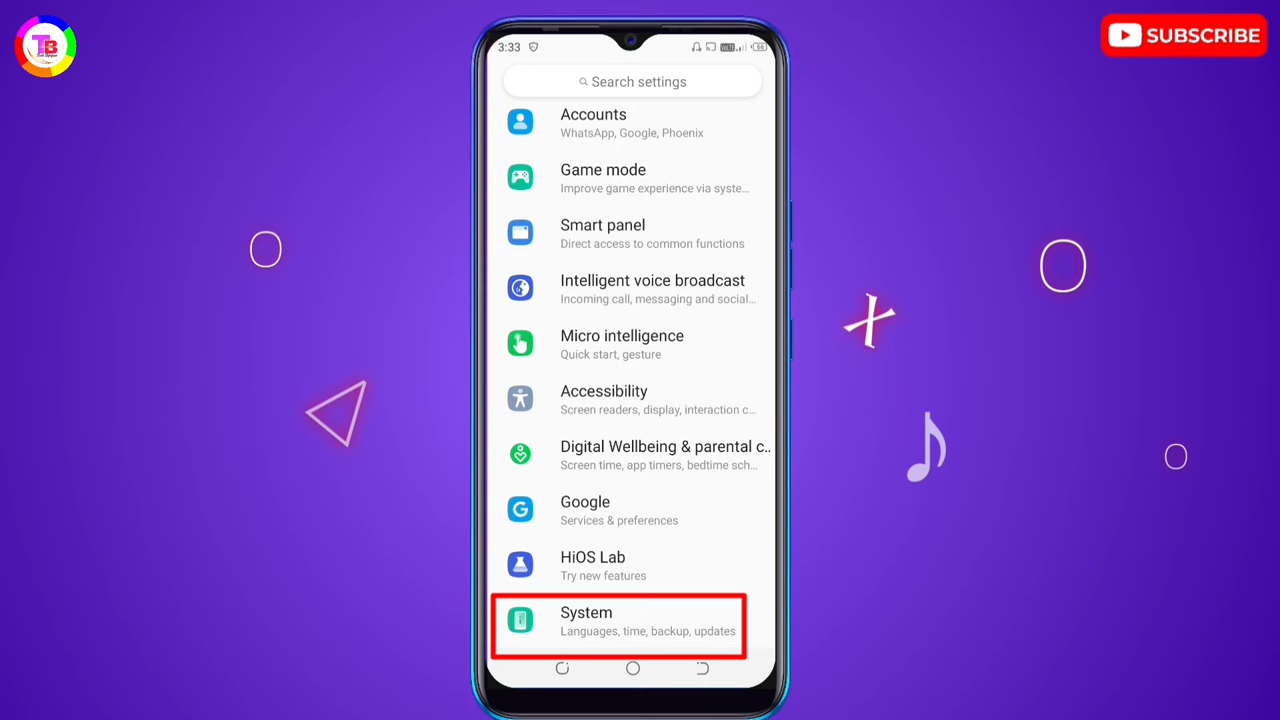 TB
SUBSCRIBE
3:33
66
Search settings
Accounts
WhatsApp, Google, Phoenix
Game mode
Improve game experience via syste...
Smart panel
Direct access to common functions
Intelligent voice broadcast
Incoming call, messaging and social...
Micro intelligence
Quick start, gesture
Accessibility
Screen readers, display, interaction c...
Digital Wellbeing & parental c..
Screen time, app timers, bedtime sch...
Google
Services & preferences
HiOS Lab
Try new features
System
Languages, time, backup, updates